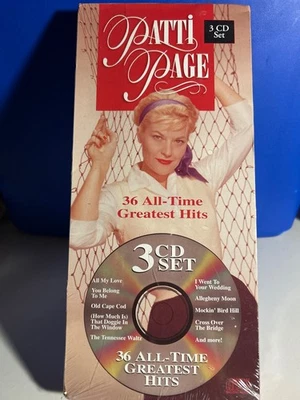 PATTI
PAGE
3 CD
Set
36 All-Time
Greatest Hits
3 CD
SET
All My Love
You Belong
To Me
Old Cape Cod
(How Much Is)
That Doggie In
The Window
The Tennessee Waltz
I Went To
Your Wedding
Allegheny Moon
Mockin' Bird Hill
Cross Over
The Bridge
And more!
36 ALL-TIME
GREATEST
HITS